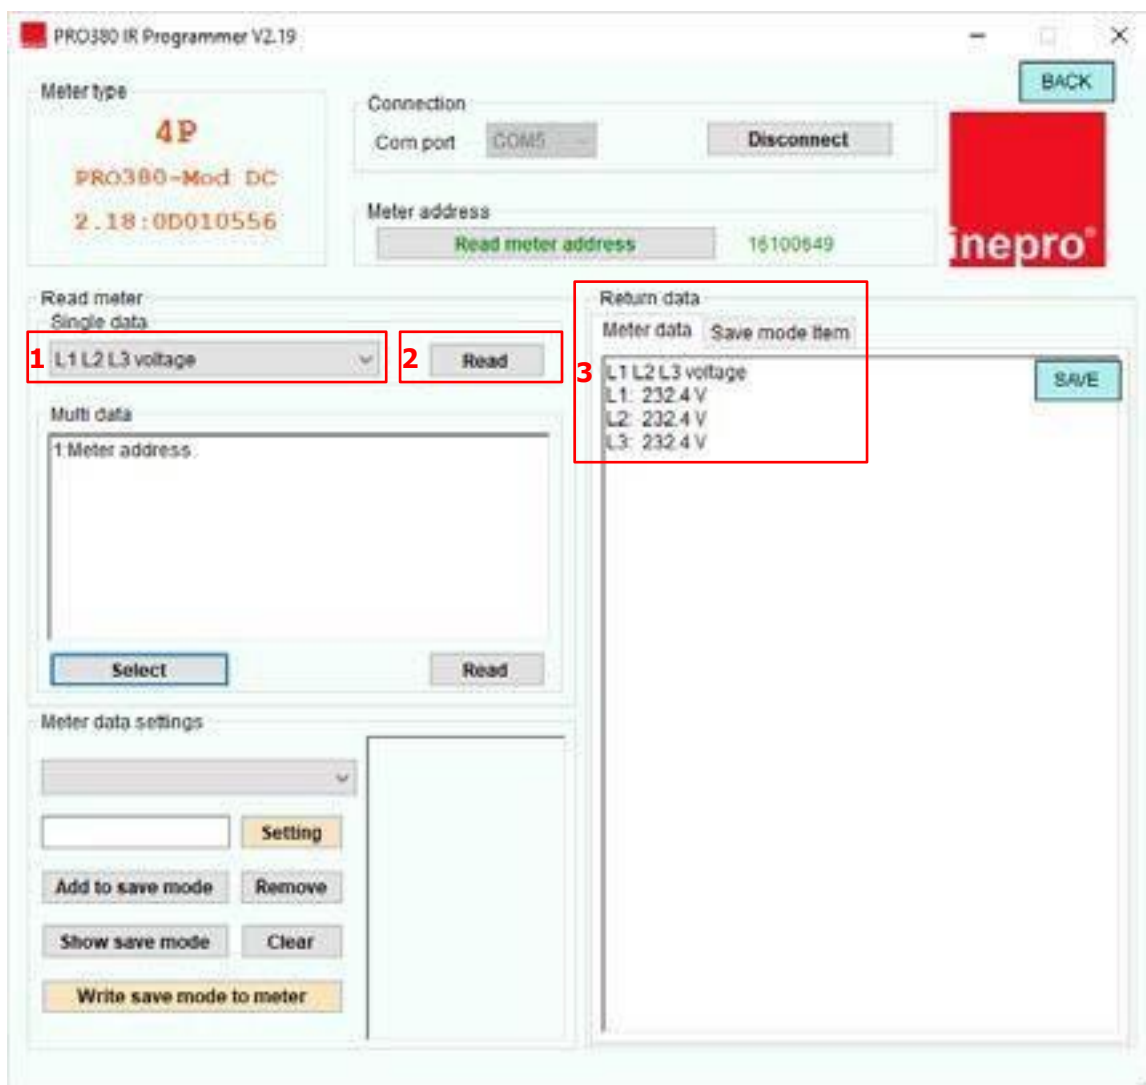 PRO380 IR Programmer V2.19
BACK
Meter type
4P
PRO380-Mod DC
2.18:0D010556
Connection
Com port
COM5
Disconnect
Meter address
Read meter address
16100649
inepro
Read meter
Single data
1
L1 L2 L3 voltage
2
Read
Multi data
1:Meter address
Select
Read
Return data
Meter data
Save mode item
3
L1 L2 L3 voltage
L1: 232.4 V
L2: 232.4 V
L3: 232.4 V
SAVE
Meter data settings
Setting
Add to save mode
Remove
Show save mode
Clear
Write save mode to meter